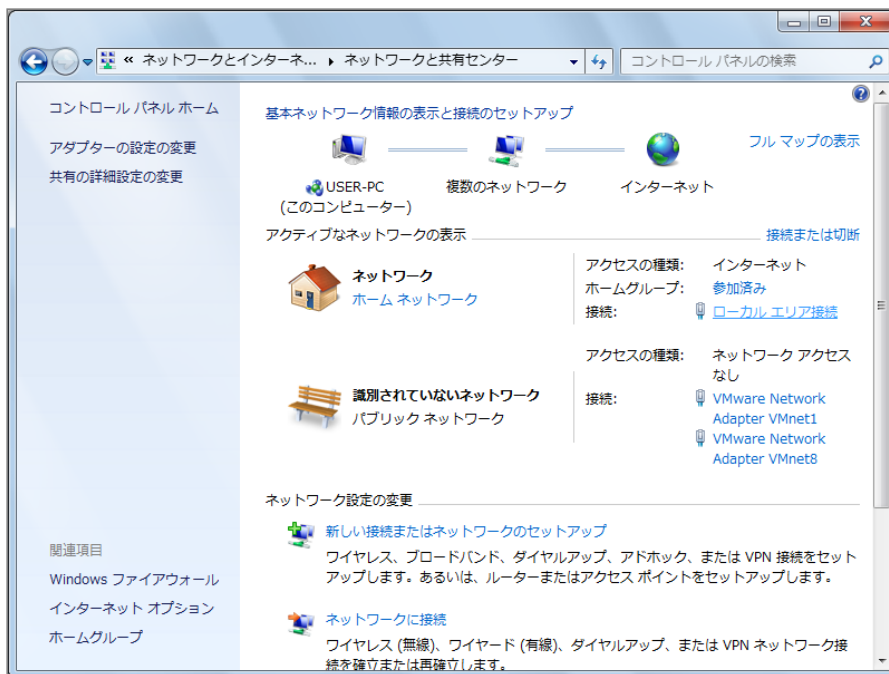 « ネットワークとインターネ... ▸ ネットワークと共有センター
コントロール パネルの検索
コントロール パネル ホーム
アダプターの設定の変更
共有の詳細設定の変更
基本ネットワーク情報の表示と接続のセットアップ
フル マップの表示
USER-PC
(このコンピューター)
複数のネットワーク
インターネット
アクティブなネットワークの表示
接続または切断
ネットワーク
ホーム ネットワーク
アクセスの種類: インターネット
ホームグループ: 参加済み
接続: ローカル エリア接続
識別されていないネットワーク
パブリック ネットワーク
アクセスの種類: ネットワーク アクセス
なし
接続: VMware Network
Adapter VMnet1
VMware Network
Adapter VMnet8
ネットワーク設定の変更
新しい接続またはネットワークのセットアップ
ワイヤレス、ブロードバンド、ダイヤルアップ、アドホック、または VPN 接続をセット
アップします。あるいは、ルーターまたはアクセス ポイントをセットアップします。
ネットワークに接続
ワイヤレス (無線)、ワイヤード (有線)、ダイヤルアップ、または VPN ネットワーク接
続を確立または再確立します。
関連項目
Windows ファイアウォール
インターネット オプション
ホームグループ